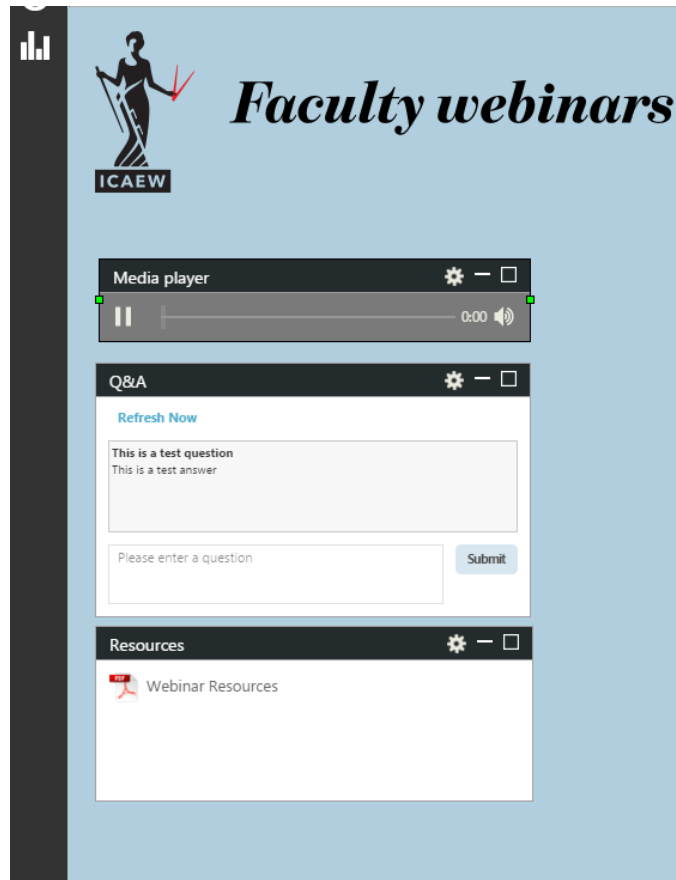 Faculty webinars
ICAEW
Media player
0:00
Q&A
Refresh Now
This is a test question
This is a test answer
Please enter a question
Submit
Resources
PDF
Webinar Resources